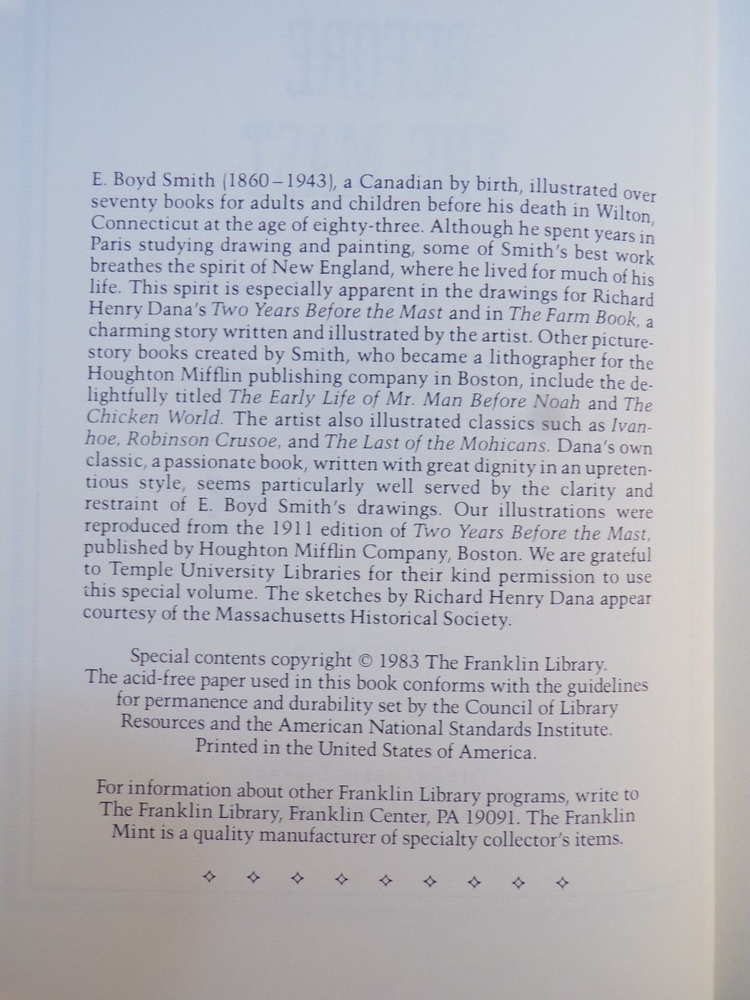 BEFORE
THE MAST
E. Boyd Smith (1860–1943), a Canadian by birth, illustrated over
seventy books for adults and children before his death in Wilton,
Connecticut at the age of eighty-three. Although he spent years in
Paris studying drawing and painting, some of Smith's best work
breathes the spirit of New England, where he lived for much of his
life. This spirit is especially apparent in the drawings for Richard
Henry Dana's Two Years Before the Mast and in The Farm Book, a
charming story written and illustrated by the artist. Other picture-
story books created by Smith, who became a lithographer for the
Houghton Mifflin publishing company in Boston, include the de-
lightfully titled The Early Life of Mr. Man Before Noah and The
Chicken World. The artist also illustrated classics such as Ivan-
hoe, Robinson Crusoe, and The Last of the Mohicans. Dana's own
classic, a passionate book, written with great dignity in an upreten-
tious style, seems particularly well served by the clarity and
restraint of E. Boyd Smith's drawings. Our illustrations were
reproduced from the 1911 edition of Two Years Before the Mast,
published by Houghton Mifflin Company, Boston. We are grateful
to Temple University Libraries for their kind permission to use
this special volume. The sketches by Richard Henry Dana appear
courtesy of the Massachusetts Historical Society.
Special contents copyright © 1983 The Franklin Library.
The acid-free paper used in this book conforms with the guidelines
for permanence and durability set by the Council of Library
Resources and the American National Standards Institute.
Printed in the United States of America.
For information about other Franklin Library programs, write to
The Franklin Library, Franklin Center, PA 19091. The Franklin
Mint is a quality manufacturer of specialty collector's items.